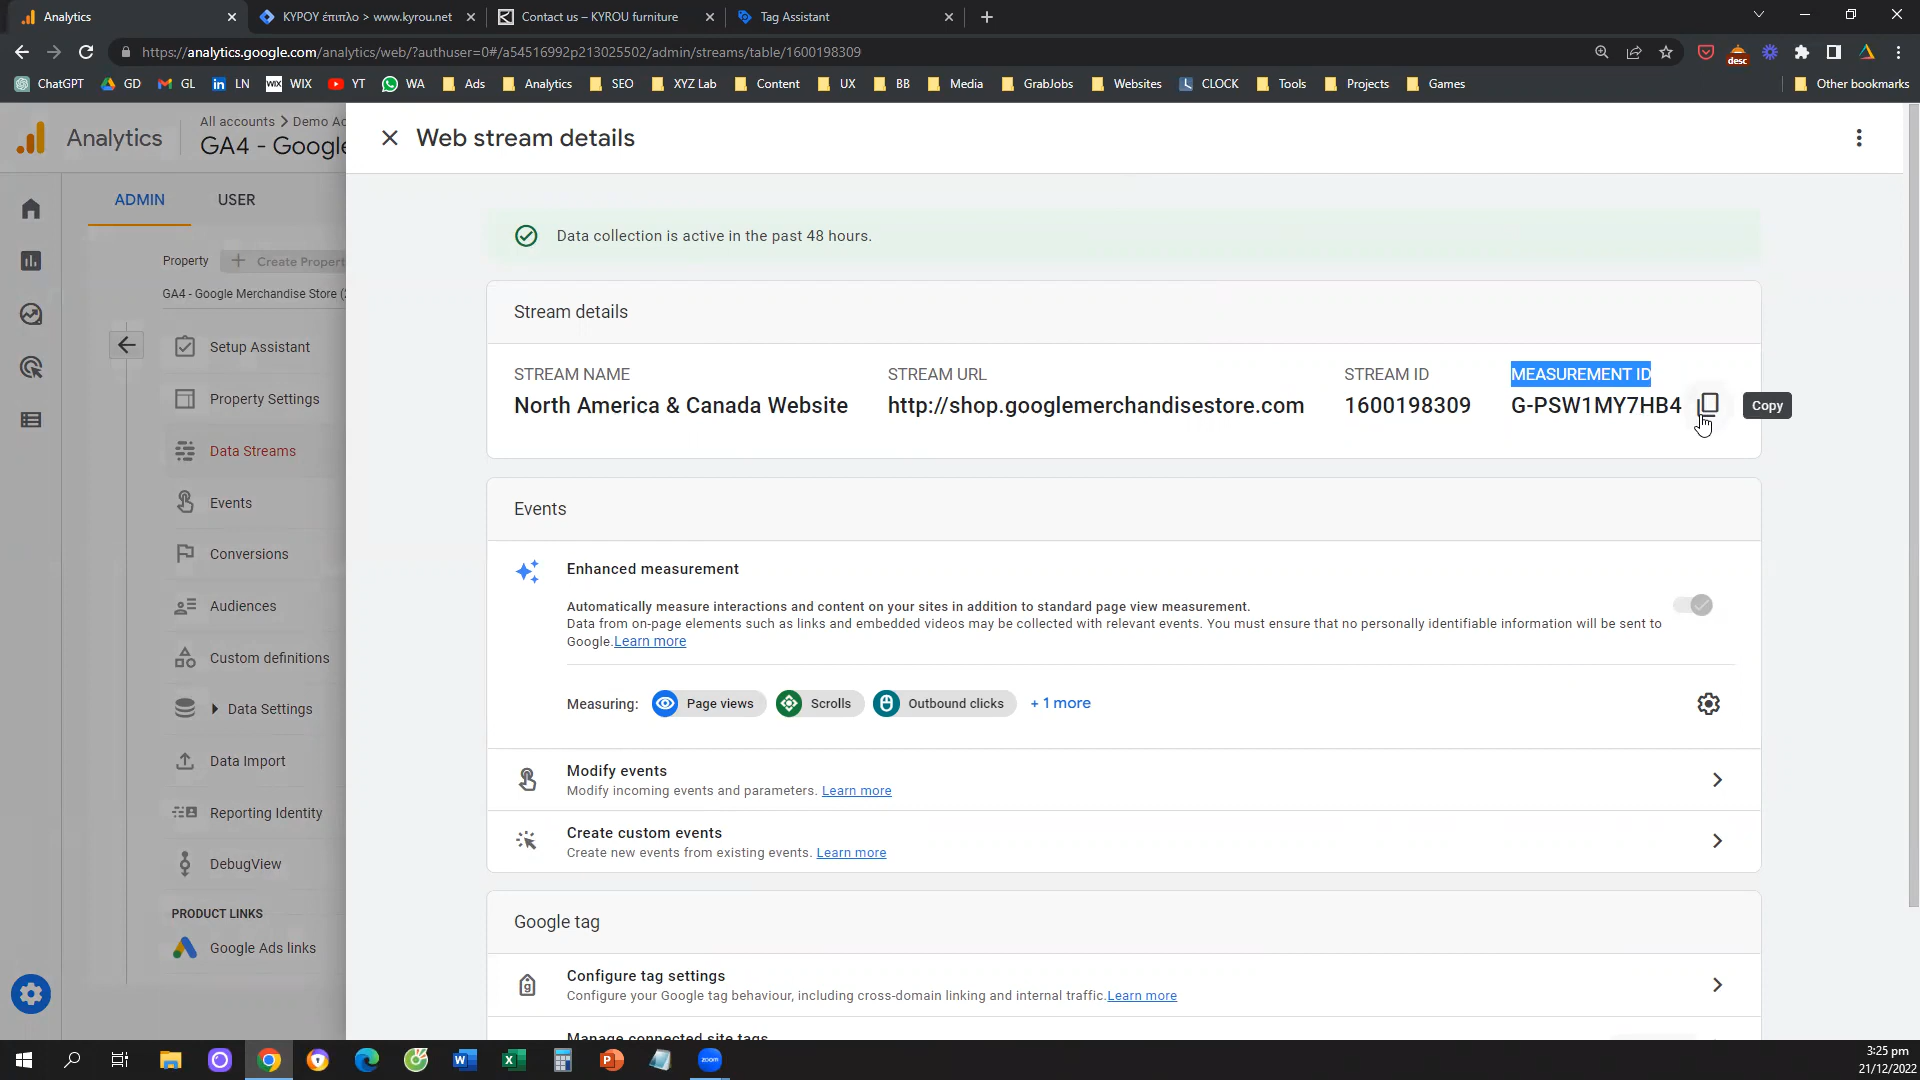 Analytics
ΚΥΡΟΥ έπιπλο > www.kyrou.net
Contact us – KYROU furniture
Tag Assistant
https://analytics.google.com/analytics/web/?authuser=0#/a54516992p213025502/admin/streams/table/1600198309
desc
ChatGPT
GD
GL
LN
WIX
WIX
YT
WA
Ads
Analytics
SEO
XYZ Lab
Content
UX
BB
Media
GrabJobs
Websites
CLOCK
Tools
Projects
Games
Other bookmarks
Analytics
All accounts > Demo Ac
GA4 - Google
Web stream details
ADMIN
USER
Property
Create Propert
GA4 - Google Merchandise Store (
Setup Assistant
Property Settings
Data Streams
Events
Conversions
Audiences
Custom definitions
Data Settings
Data Import
Reporting Identity
DebugView
PRODUCT LINKS
Google Ads links
Data collection is active in the past 48 hours.
Stream details
STREAM NAME
North America & Canada Website
STREAM URL
http://shop.googlemerchandisestore.com
STREAM ID
1600198309
MEASUREMENT ID
G-PSW1MY7HB4
Copy
Events
Enhanced measurement
Automatically measure interactions and content on your sites in addition to standard page view measurement.
Data from on-page elements such as links and embedded videos may be collected with relevant events. You must ensure that no personally identifiable information will be sent to
Google.Learn more
Measuring:
Page views
Scrolls
Outbound clicks
+ 1 more
Modify events
Modify incoming events and parameters. Learn more
Create custom events
Create new events from existing events. Learn more
Google tag
Configure tag settings
Configure your Google tag behaviour, including cross-domain linking and internal traffic.Learn more
Manage connected site tags
zoom
3:25 pm
21/12/2022